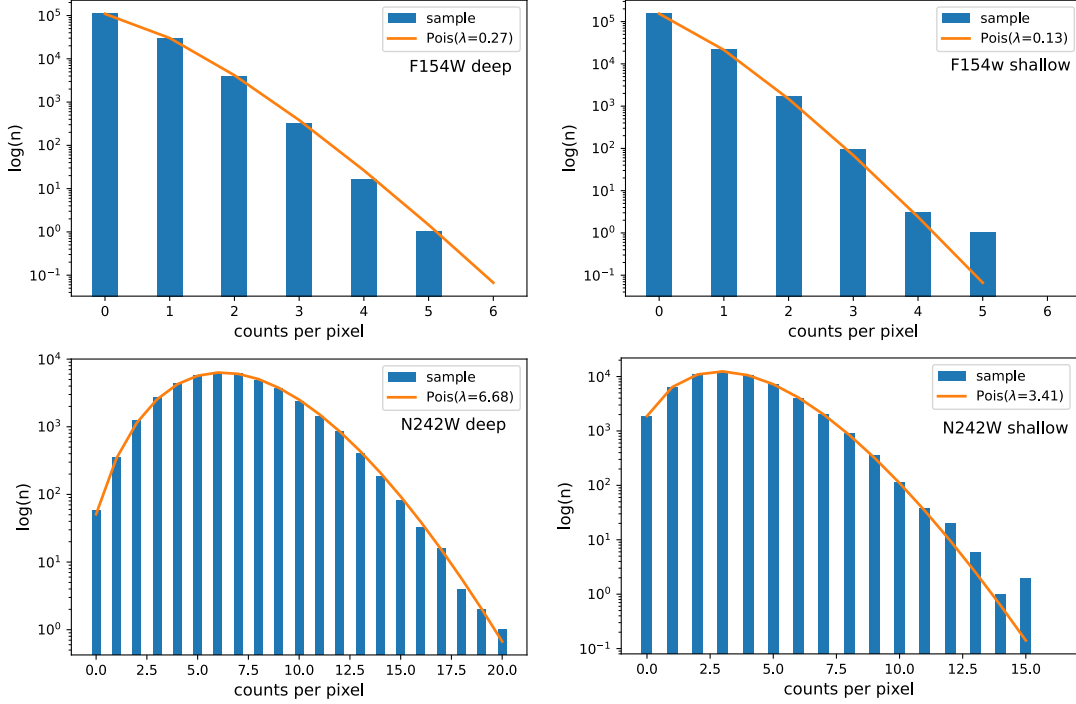 sample
Pois(λ=0.27)
F154W deep
log(n)
10⁵
10⁴
10³
10²
10¹
10⁰
10⁻¹
0 1 2 3 4 5 6
counts per pixel
sample
Pois(λ=0.13)
F154w shallow
log(n)
10⁵
10⁴
10³
10²
10¹
10⁰
10⁻¹
0 1 2 3 4 5 6
counts per pixel
sample
Pois(λ=6.68)
N242W deep
log(n)
10⁴
10³
10²
10¹
10⁰
0.0 2.5 5.0 7.5 10.0 12.5 15.0 17.5 20.0
counts per pixel
sample
Pois(λ=3.41)
N242W shallow
log(n)
10⁴
10³
10²
10¹
10⁰
10⁻¹
0.0 2.5 5.0 7.5 10.0 12.5 15.0
counts per pixel